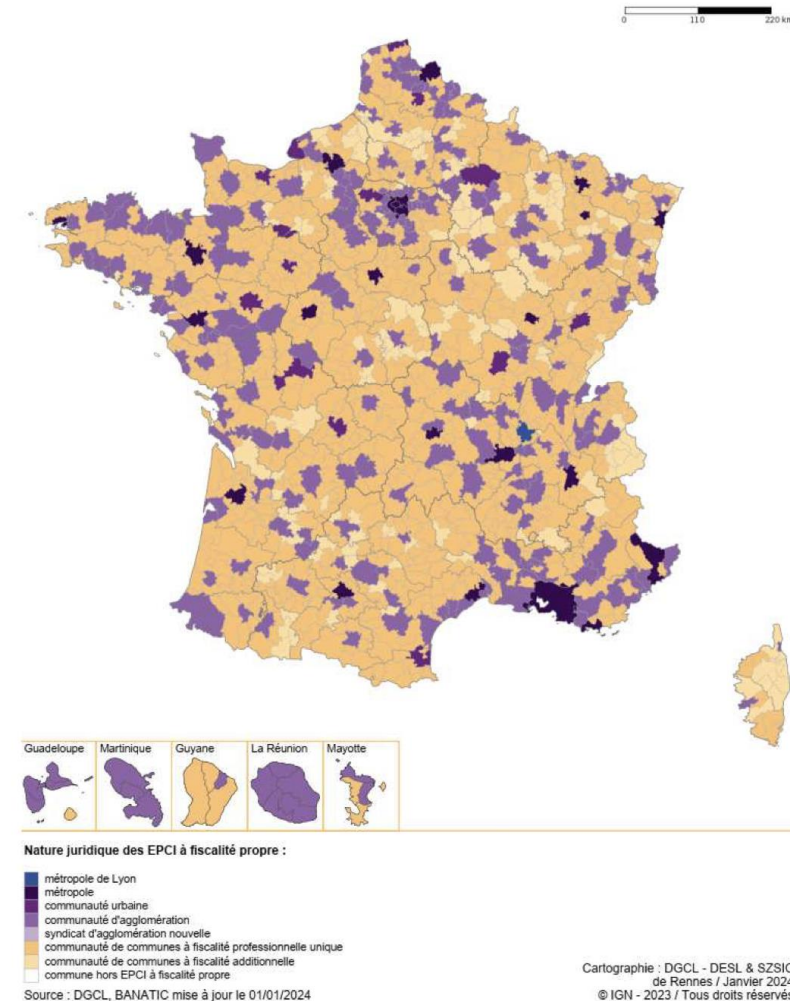 0 110 220 km
Guadeloupe Martinique Guyane La Réunion Mayotte
Nature juridique des EPCI à fiscalité propre :
métropole de Lyon
métropole
communauté urbaine
communauté d'agglomération
syndicat d'agglomération nouvelle
communauté de communes à fiscalité professionnelle unique
communauté de communes à fiscalité additionnelle
commune hors EPCI à fiscalité propre
Source : DGCL, BANATIC mise à jour le 01/01/2024
Cartographie : DGCL - DESL & SZSIC
de Rennes / Janvier 2024
© IGN - 2023 / Tous droits réservés